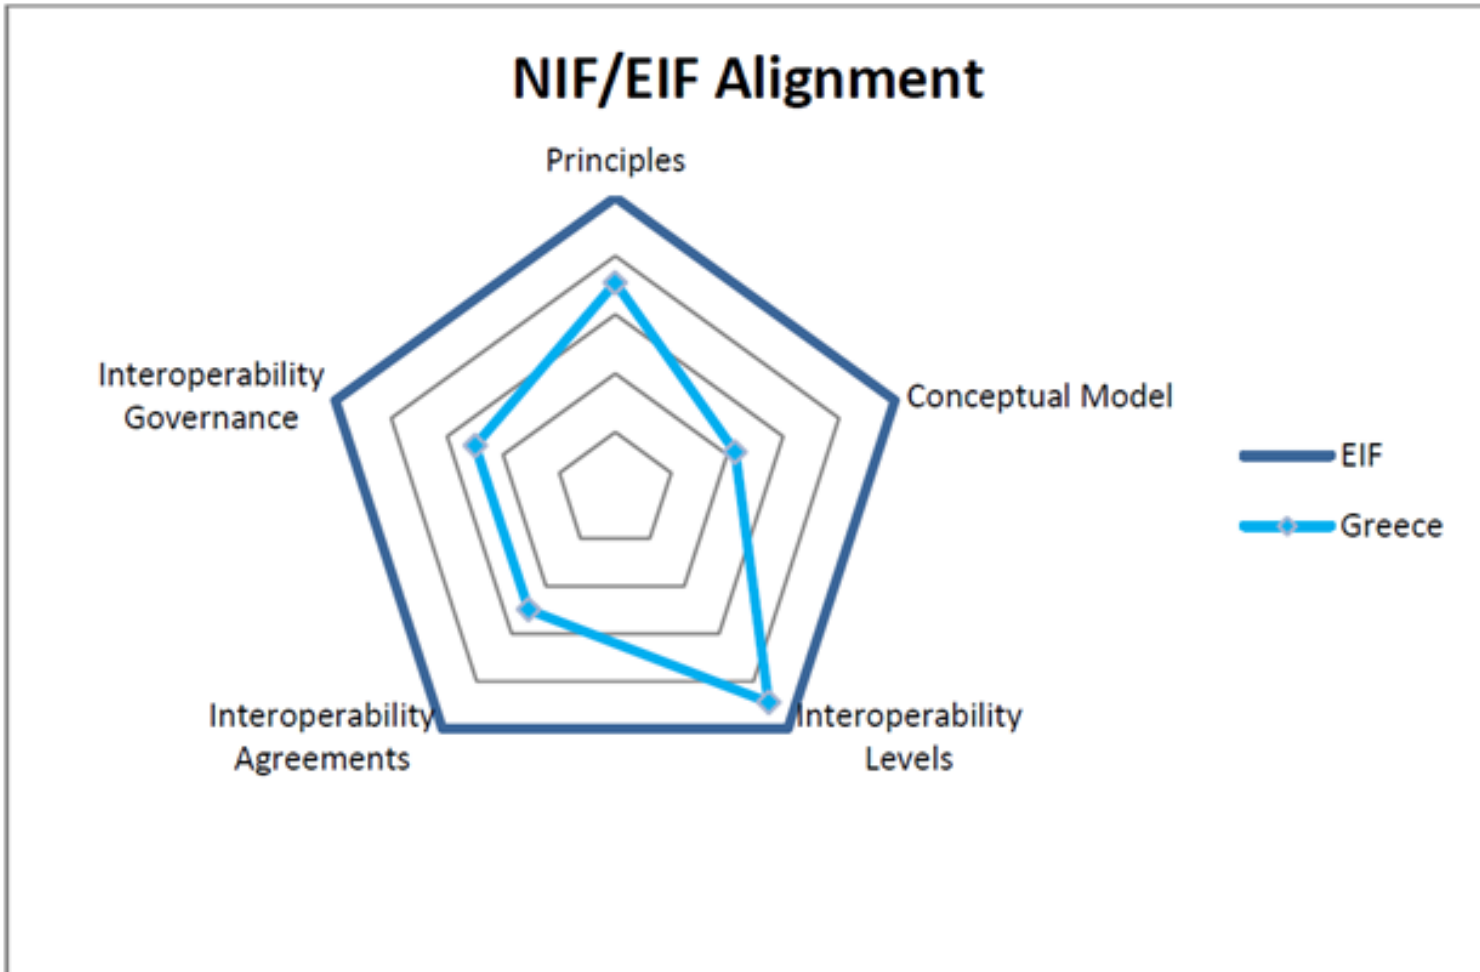 NIF/EIF Alignment
Principles
Interoperability
Governance
Conceptual Model
EIF
Greece
Interoperability
Agreements
Interoperability
Levels